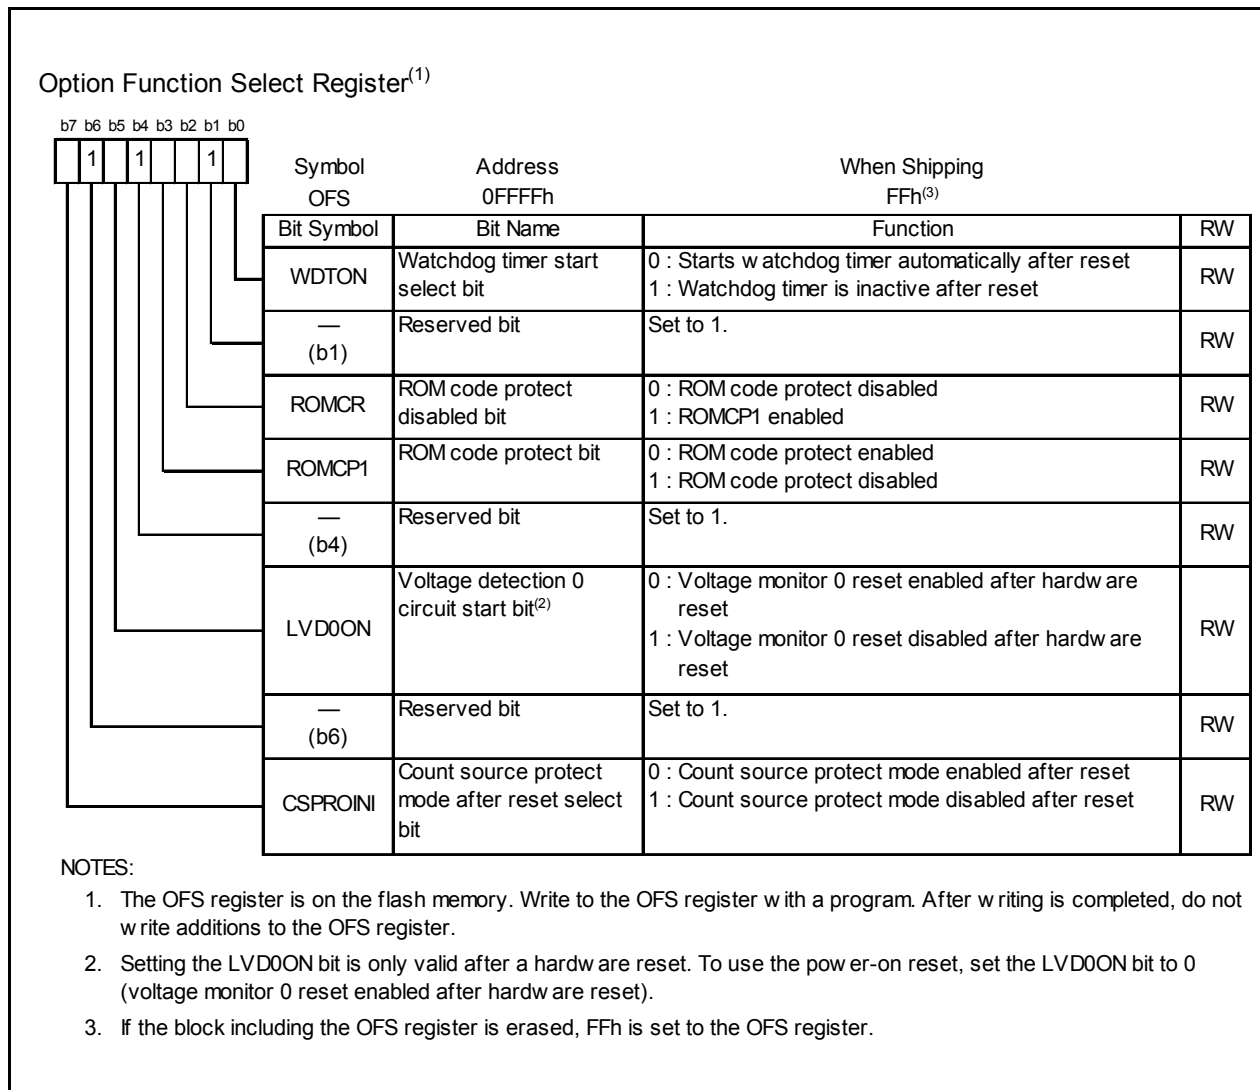 Option Function Select Register(1)
b7 b6 b5 b4 b3 b2 b1 b0
1 1 1
Symbol Address When Shipping
OFS 0FFFFh FFh(3)
Bit Symbol Bit Name Function RW
WDTON Watchdog timer start select bit 0 : Starts watchdog timer automatically after reset RW
1 : Watchdog timer is inactive after reset
— (b1) Reserved bit Set to 1. RW
ROMCR ROM code protect disabled bit 0 : ROM code protect disabled RW
1 : ROMCP1 enabled
ROMCP1 ROM code protect bit 0 : ROM code protect enabled RW
1 : ROM code protect disabled
— (b4) Reserved bit Set to 1. RW
LVD0ON Voltage detection 0 circuit start bit(2) 0 : Voltage monitor 0 reset enabled after hardware reset RW
1 : Voltage monitor 0 reset disabled after hardware reset
— (b6) Reserved bit Set to 1. RW
CSPROINI Count source protect mode after reset select bit 0 : Count source protect mode enabled after reset RW
1 : Count source protect mode disabled after reset
NOTES:
1. The OFS register is on the flash memory. Write to the OFS register with a program. After writing is completed, do not
write additions to the OFS register.
2. Setting the LVD0ON bit is only valid after a hardware reset. To use the power-on reset, set the LVD0ON bit to 0
(voltage monitor 0 reset enabled after hardware reset).
3. If the block including the OFS register is erased, FFh is set to the OFS register.